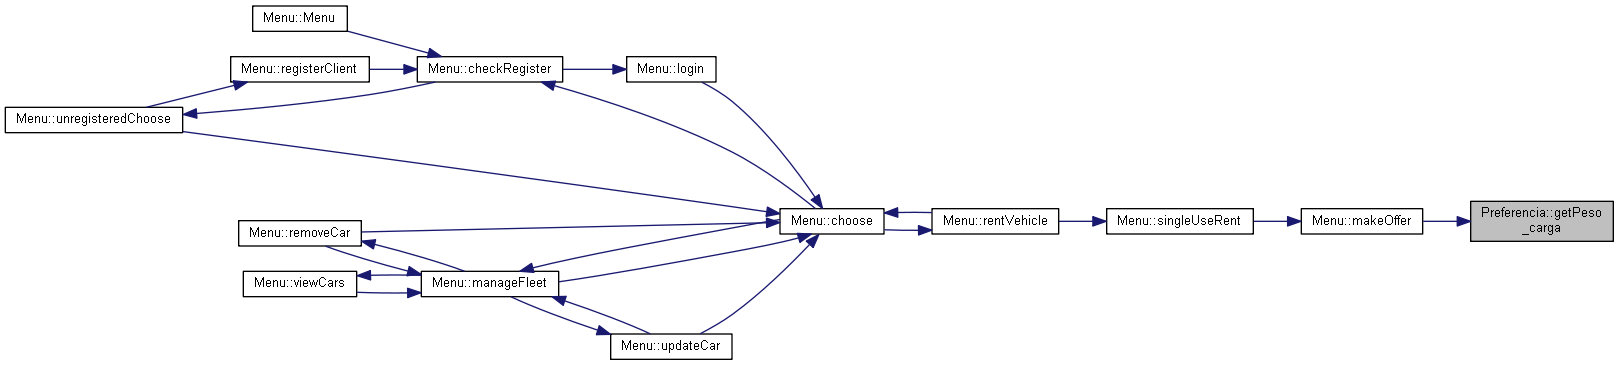 Menu::Menu
Menu::registerClient
Menu::checkRegister
Menu::login
Menu::unregisteredChoose
Menu::choose
Menu::rentVehicle
Menu::singleUseRent
Menu::makeOffer
Preferencia::getPeso
_carga
Menu::removeCar
Menu::viewCars
Menu::manageFleet
Menu::updateCar